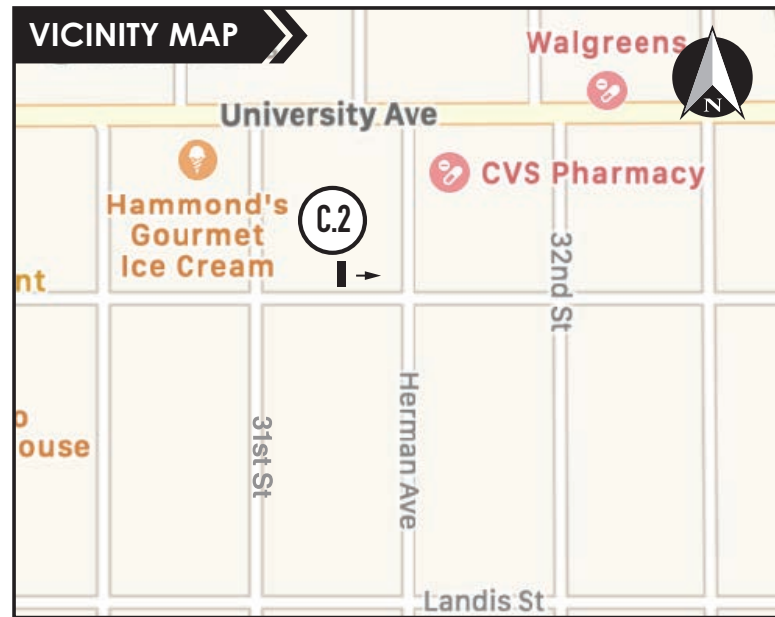 VICINITY MAP
Walgreens
N
University Ave
CVS Pharmacy
Hammond's
Gourmet
Ice Cream
C.2
nt
32nd St
o
ouse
31st St
Herman Ave
Landis St